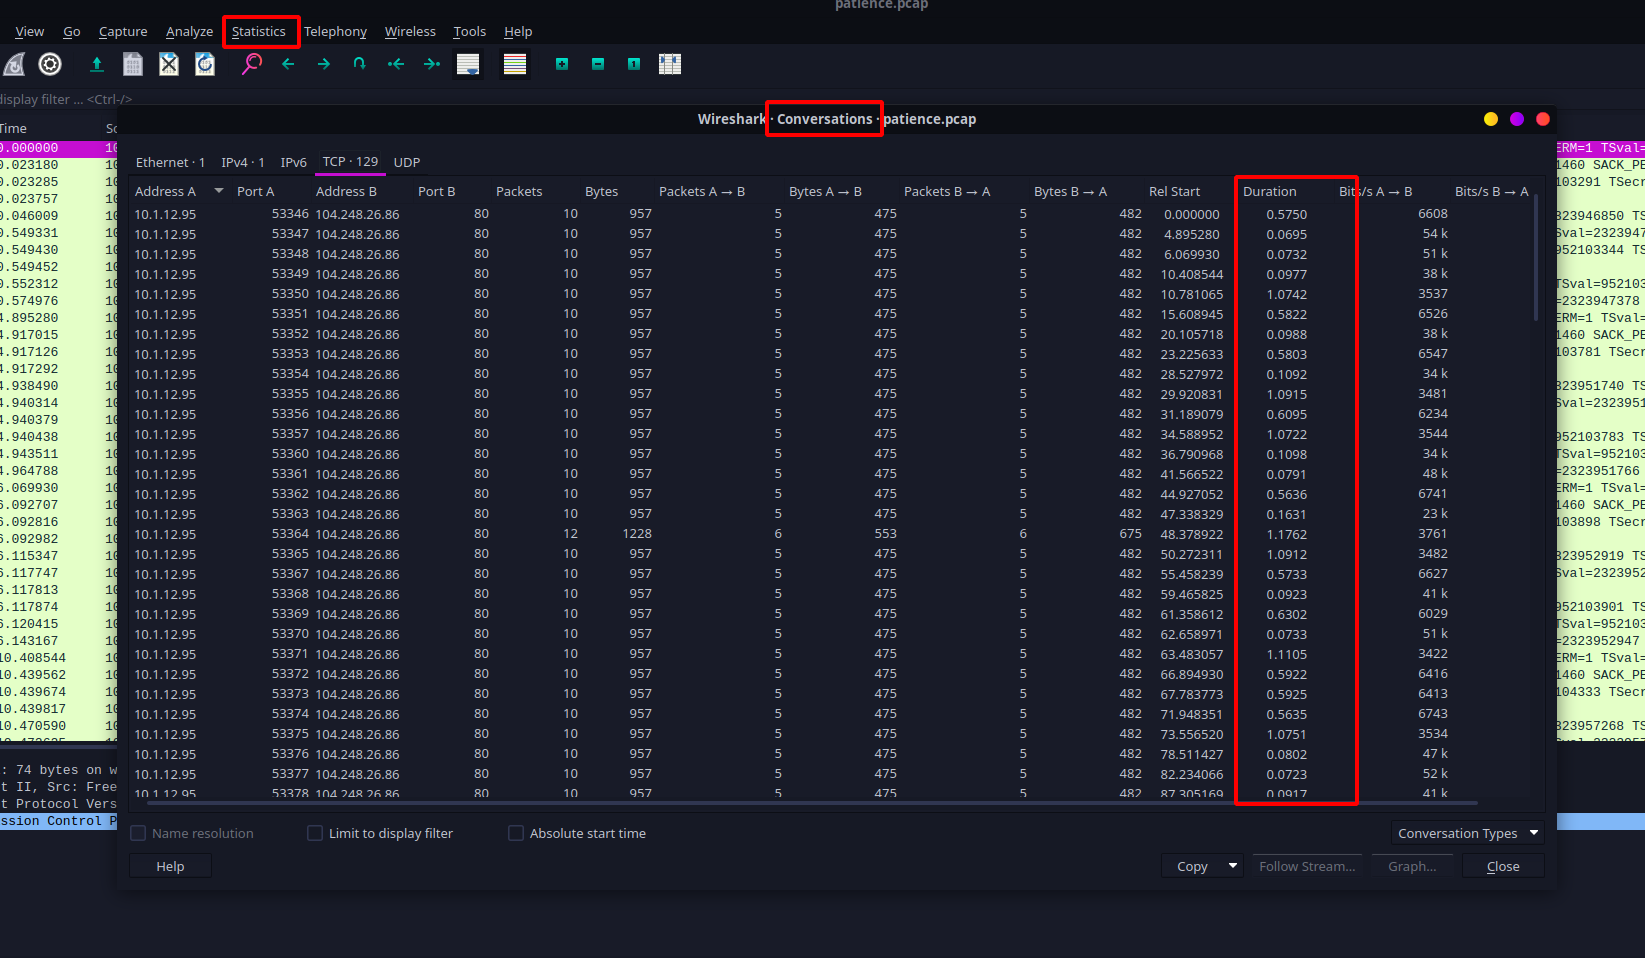 patience.pcap
View Go Capture Analyze Statistics Telephony Wireless Tools Help
display filter ... <Ctrl-/>
Wireshark · Conversations · patience.pcap
Ethernet · 1 IPv4 · 1 IPv6 TCP · 129 UDP
Address A Port A Address B Port B Packets Bytes Packets A → B Bytes A → B Packets B → A Bytes B → A Rel Start Duration Bits/s A → B Bits/s B → A
10.1.12.95 53346 104.248.26.86 80 10 957 5 475 5 482 0.000000 0.5750 6608
10.1.12.95 53347 104.248.26.86 80 10 957 5 475 5 482 4.895280 0.0695 54 k
10.1.12.95 53348 104.248.26.86 80 10 957 5 475 5 482 6.069930 0.0732 51 k
10.1.12.95 53349 104.248.26.86 80 10 957 5 475 5 482 10.408544 0.0977 38 k
10.1.12.95 53350 104.248.26.86 80 10 957 5 475 5 482 10.781065 1.0742 3537
10.1.12.95 53351 104.248.26.86 80 10 957 5 475 5 482 15.608945 0.5822 6526
10.1.12.95 53352 104.248.26.86 80 10 957 5 475 5 482 20.105718 0.0988 38 k
10.1.12.95 53353 104.248.26.86 80 10 957 5 475 5 482 23.225633 0.5803 6547
10.1.12.95 53354 104.248.26.86 80 10 957 5 475 5 482 28.527972 0.1092 34 k
10.1.12.95 53355 104.248.26.86 80 10 957 5 475 5 482 29.920831 1.0915 3481
10.1.12.95 53356 104.248.26.86 80 10 957 5 475 5 482 31.189079 0.6095 6234
10.1.12.95 53357 104.248.26.86 80 10 957 5 475 5 482 34.588952 1.0722 3544
10.1.12.95 53360 104.248.26.86 80 10 957 5 475 5 482 36.790968 0.1098 34 k
10.1.12.95 53361 104.248.26.86 80 10 957 5 475 5 482 41.566522 0.0791 48 k
10.1.12.95 53362 104.248.26.86 80 10 957 5 475 5 482 44.927052 0.5636 6741
10.1.12.95 53363 104.248.26.86 80 10 957 5 475 5 482 47.338329 0.1631 23 k
10.1.12.95 53364 104.248.26.86 80 12 1228 6 553 6 675 48.378922 1.1762 3761
10.1.12.95 53365 104.248.26.86 80 10 957 5 475 5 482 50.272311 1.0912 3482
10.1.12.95 53367 104.248.26.86 80 10 957 5 475 5 482 55.458239 0.5733 6627
10.1.12.95 53368 104.248.26.86 80 10 957 5 475 5 482 59.465825 0.0923 41 k
10.1.12.95 53369 104.248.26.86 80 10 957 5 475 5 482 61.358612 0.6302 6029
10.1.12.95 53370 104.248.26.86 80 10 957 5 475 5 482 62.658971 0.0733 51 k
10.1.12.95 53371 104.248.26.86 80 10 957 5 475 5 482 63.483057 1.1105 3422
10.1.12.95 53372 104.248.26.86 80 10 957 5 475 5 482 66.894930 0.5922 6416
10.1.12.95 53373 104.248.26.86 80 10 957 5 475 5 482 67.783773 0.5925 6413
10.1.12.95 53374 104.248.26.86 80 10 957 5 475 5 482 71.948351 0.5635 6743
10.1.12.95 53375 104.248.26.86 80 10 957 5 475 5 482 73.556520 1.0751 3534
10.1.12.95 53376 104.248.26.86 80 10 957 5 475 5 482 78.511427 0.0802 47 k
10.1.12.95 53377 104.248.26.86 80 10 957 5 475 5 482 82.234066 0.0723 52 k
10.1.12.95 53378 104.248.26.86 80 10 957 5 475 5 482 87.305169 0.0917 41 k
Name resolution Limit to display filter Absolute start time Conversation Types
Help Copy Follow Stream... Graph... Close